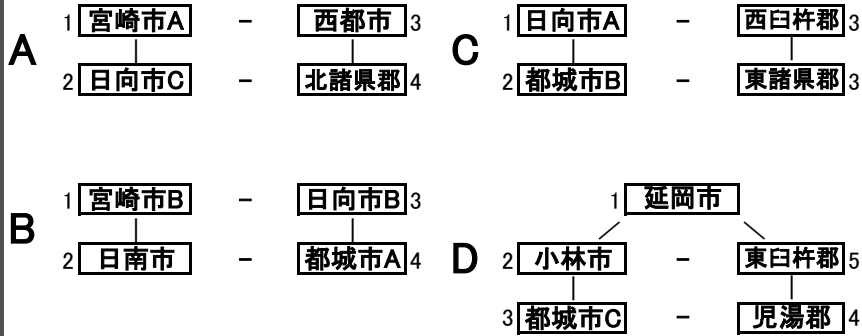 A
1 宮崎市A － 西都市 3
2 日向市C － 北諸県郡 4
C
1 日向市A － 西臼杵郡 3
2 都城市B － 東諸県郡 3
B
1 宮崎市B － 日向市B 3
2 日南市 － 都城市A 4
D
1 延岡市
2 小林市 － 東臼杵郡 5
3 都城市C － 児湯郡 4